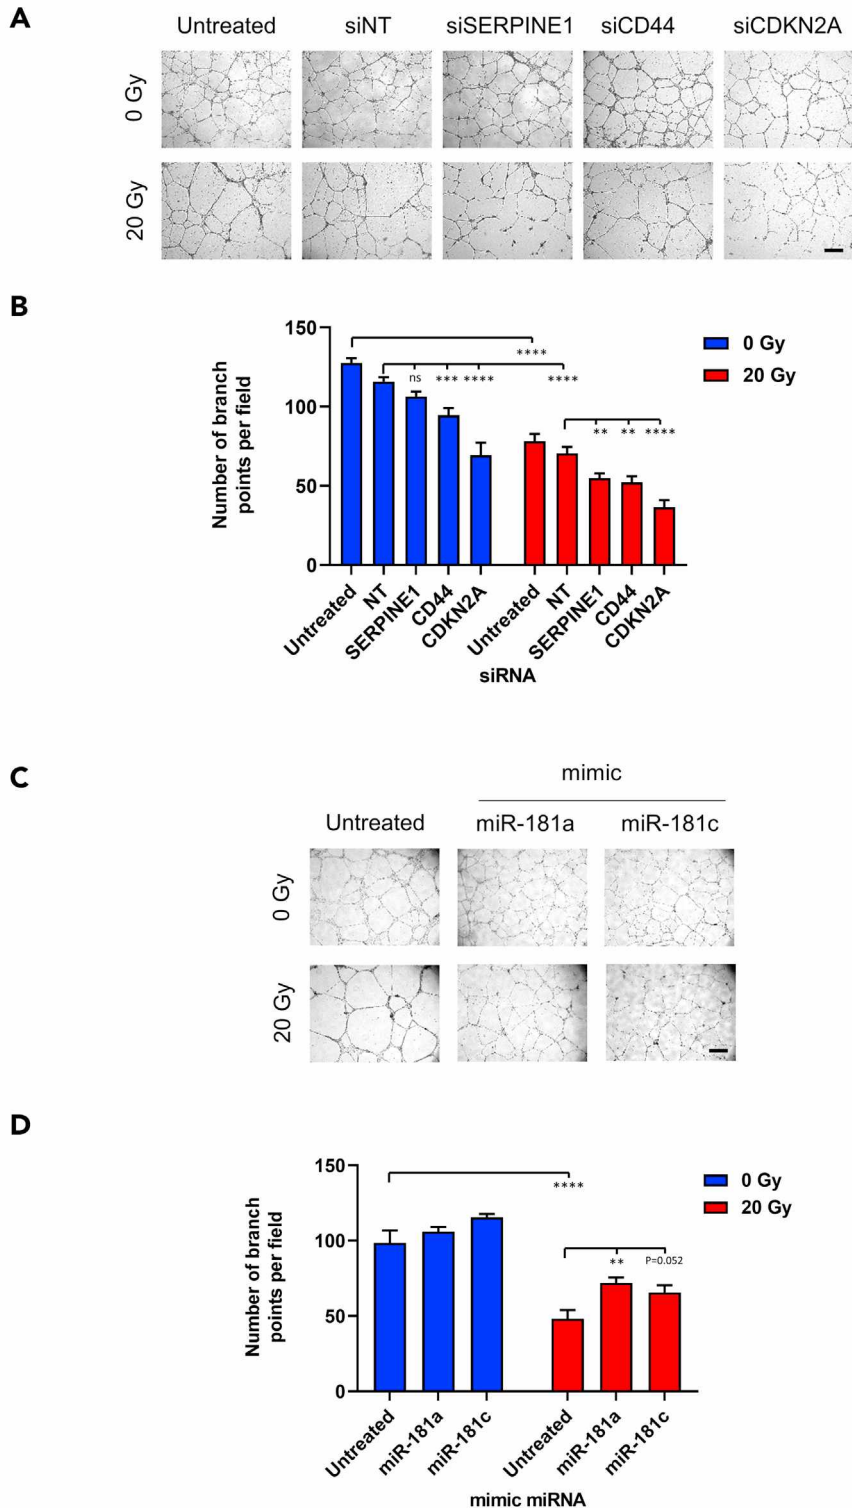 A
Untreated siNT siSERPINE1 siCD44 siCDKN2A
0 Gy
20 Gy
B
Number of branch
points per field
150
100
50
0
****
ns *** **** ****
** ** ****
0 Gy
20 Gy
Untreated NT SERPINE1 CD44 CDKN2A Untreated NT SERPINE1 CD44 CDKN2A
siRNA
C
mimic
Untreated miR-181a miR-181c
0 Gy
20 Gy
D
Number of branch
points per field
150
100
50
0
****
** P=0.052
0 Gy
20 Gy
Untreated miR-181a miR-181c Untreated miR-181a miR-181c
mimic miRNA